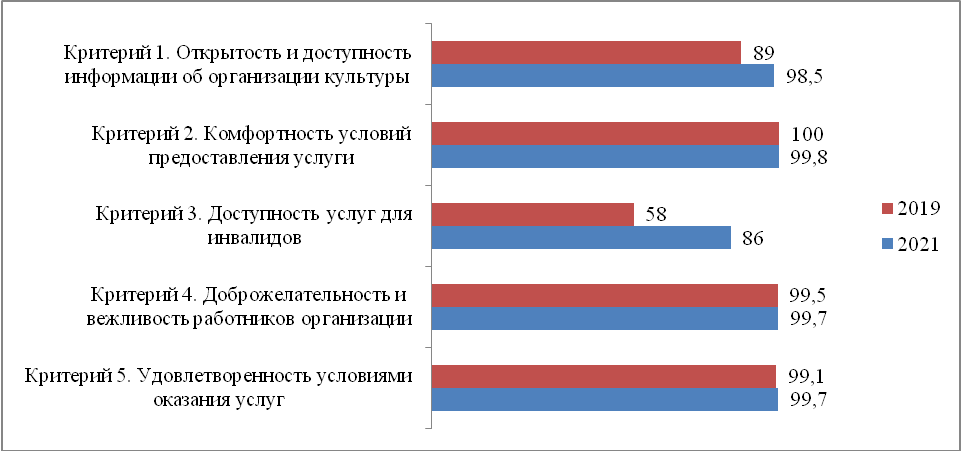 Критерий 1. Открытость и доступность
информации об организации культуры
89
98,5
Критерий 2. Комфортность условий
предоставления услуги
100
99,8
Критерий 3. Доступность услуг для
инвалидов
58
86
Критерий 4. Доброжелательность и
вежливость работников организации
99,5
99,7
Критерий 5. Удовлетворенность условиями
оказания услуг
99,1
99,7
2019
2021